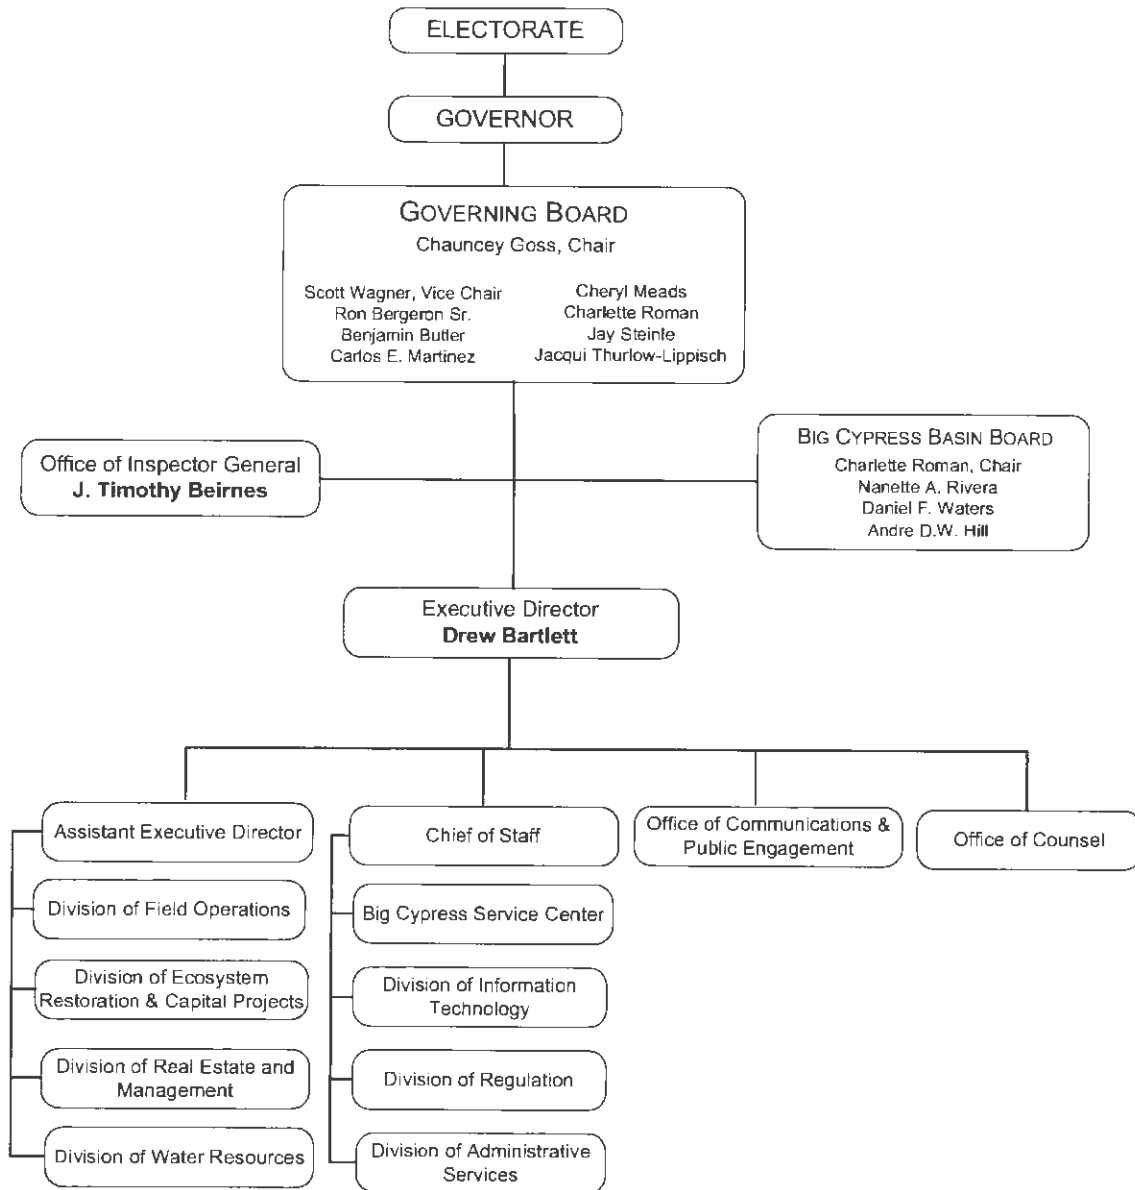 ELECTORATE
GOVERNOR
GOVERNING BOARD
Chauncey Goss, Chair
Scott Wagner, Vice Chair
Ron Bergeron Sr.
Benjamin Butler
Carlos E. Martinez
Cheryl Meads
Charlette Roman
Jay Steinle
Jacqui Thurlow-Lippisch
Office of Inspector General
J. Timothy Beirnes
BIG CYPRESS BASIN BOARD
Charlette Roman, Chair
Nanette A. Rivera
Daniel F. Waters
Andre D.W. Hill
Executive Director
Drew Bartlett
Assistant Executive Director
Division of Field Operations
Division of Ecosystem
Restoration & Capital Projects
Division of Real Estate and
Management
Division of Water Resources
Chief of Staff
Big Cypress Service Center
Division of Information
Technology
Division of Regulation
Division of Administrative
Services
Office of Communications &
Public Engagement
Office of Counsel